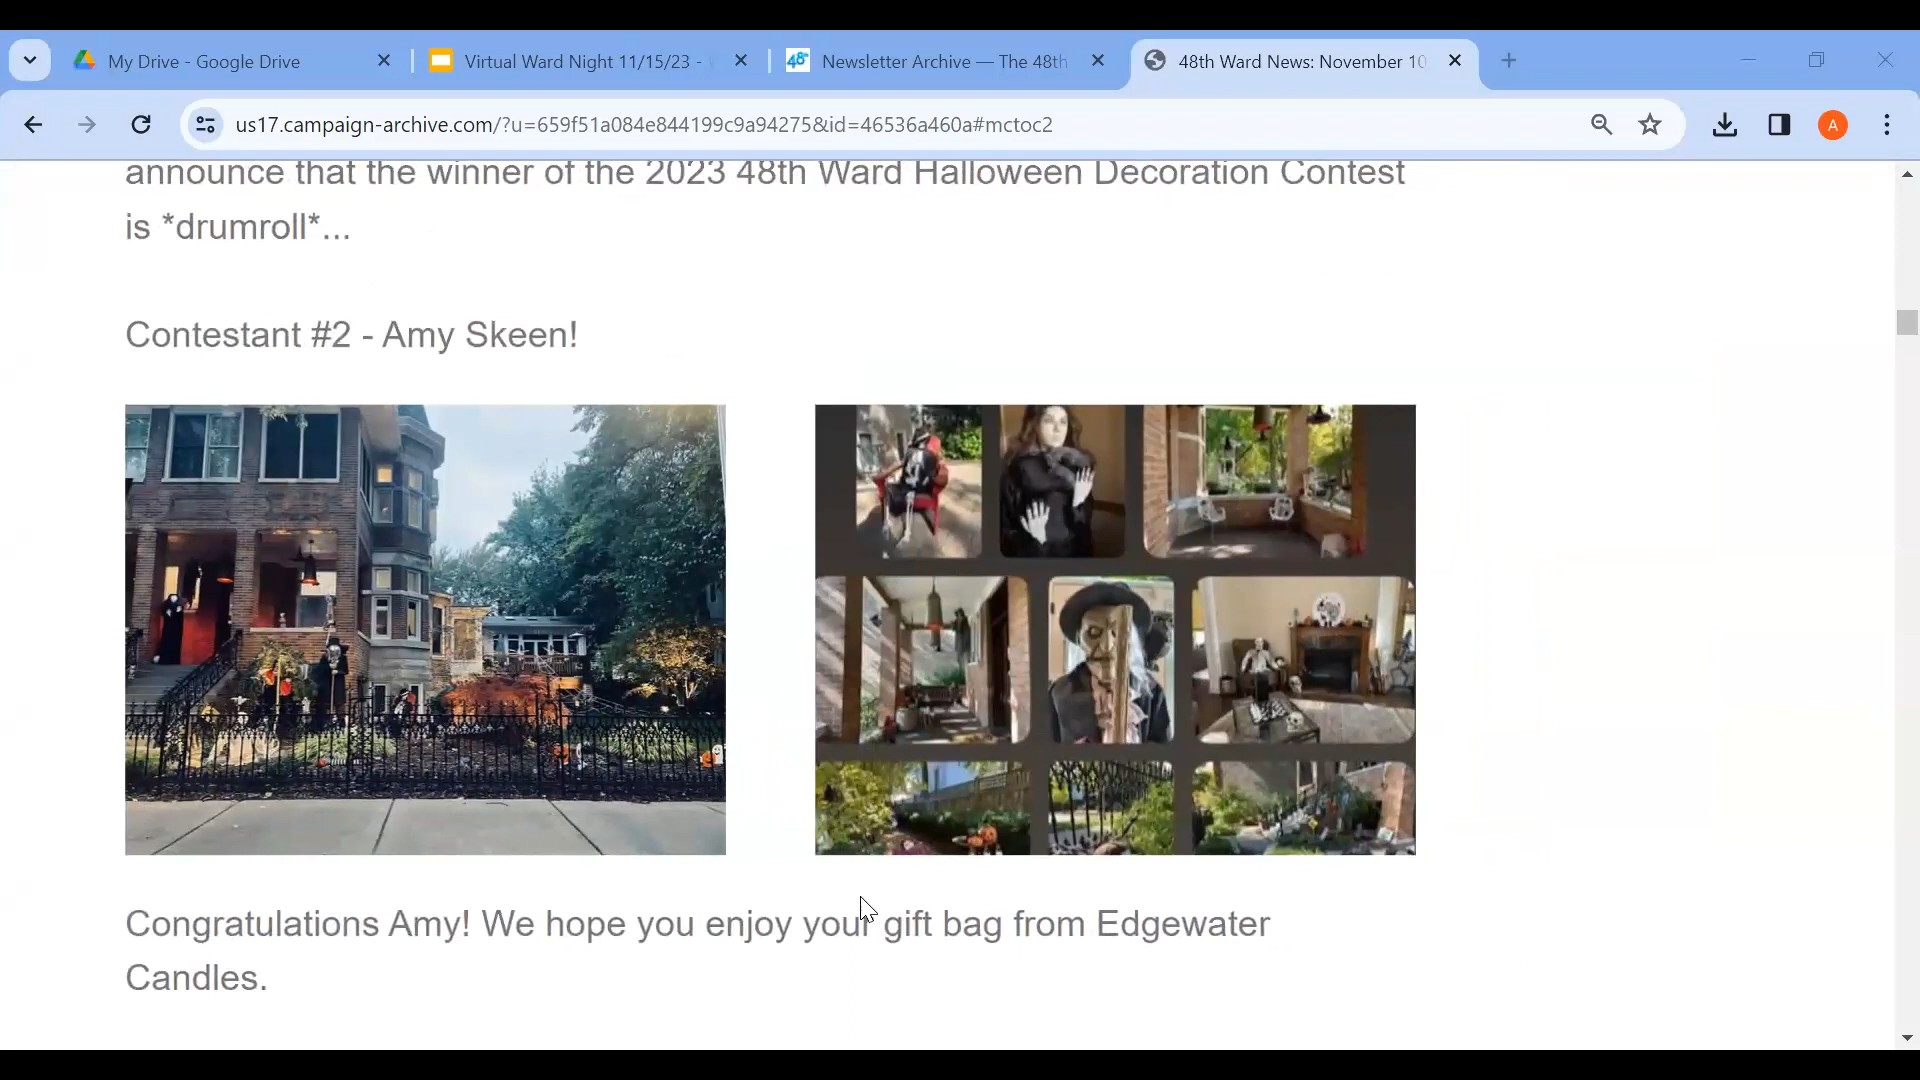 My Drive - Google Drive
Virtual Ward Night 11/15/23 -
Newsletter Archive — The 48th
48th Ward News: November 10
us17.campaign-archive.com/?u=659f51a084e844199c9a94275&id=46536a460a#mctoc2
A
announce that the winner of the 2023 48th Ward Halloween Decoration Contest
is *drumroll*...
Contestant #2 - Amy Skeen!
Congratulations Amy! We hope you enjoy your gift bag from Edgewater
Candles.